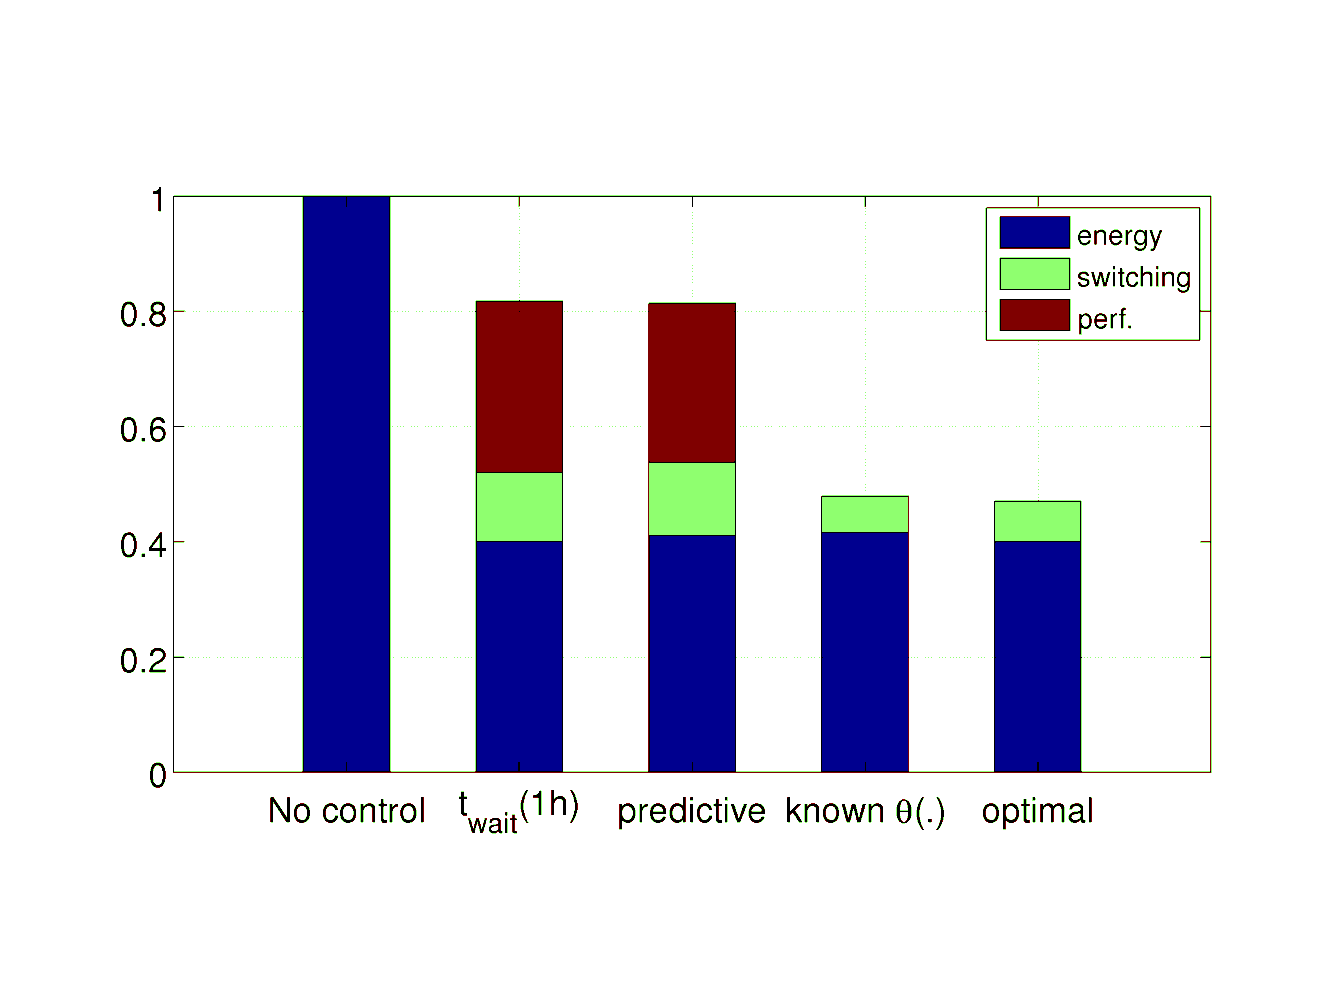 1
0.8
0.6
0.4
0.2
0
energy
switching
perf.
No control twait(1h) predictive known θ(.) optimal